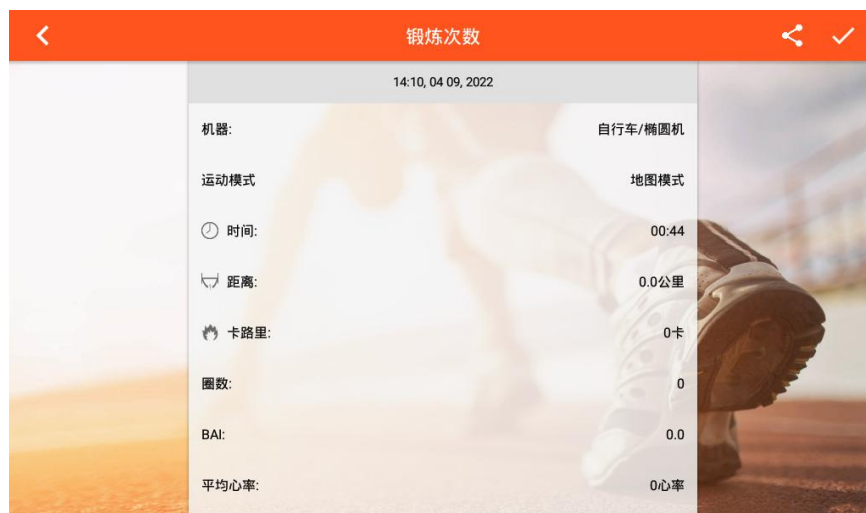 锻炼次数
14:10, 04 09, 2022
机器: 自行车/椭圆机
运动模式 地图模式
时间: 00:44
距离: 0.0公里
卡路里: 0卡
圈数: 0
BAI: 0.0
平均心率: 0心率